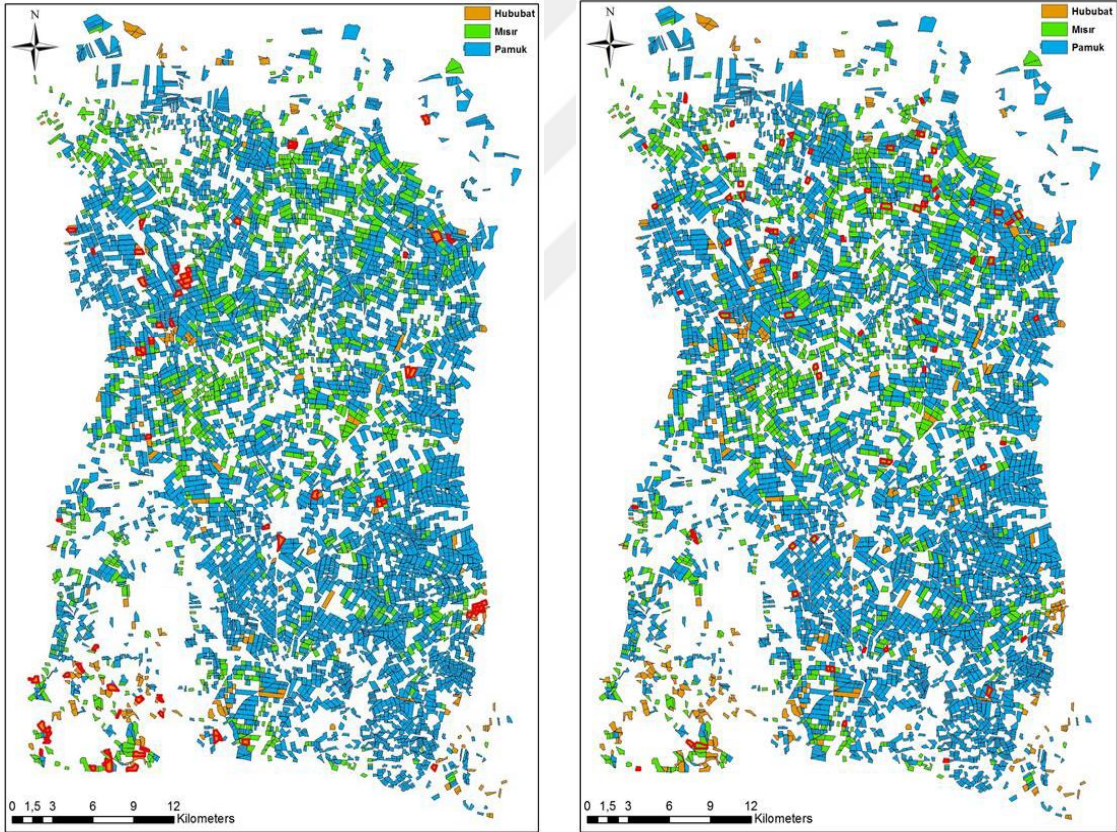 N
Hububat
Mısır
Pamuk
0 1,5 3 6 9 12
Kilometers
N
Hububat
Mısır
Pamuk
0 1,5 3 6 9 12
Kilometers